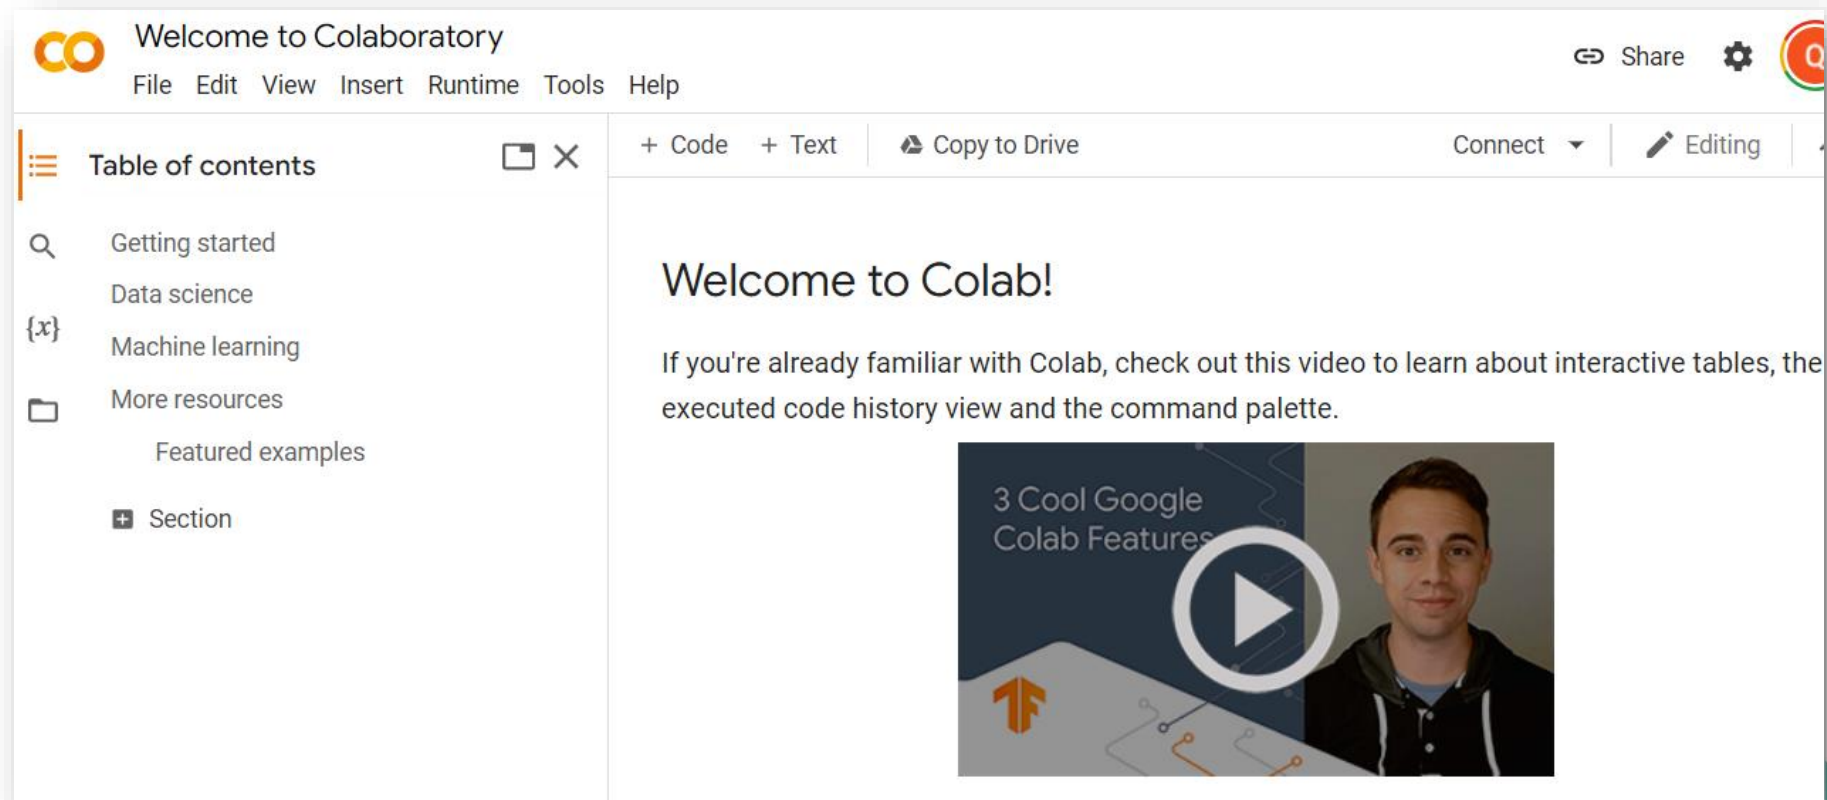 CO
Welcome to Colaboratory
File Edit View Insert Runtime Tools Help
Share
Q
Table of contents
+ Code + Text Copy to Drive
Connect Editing
Getting started
Data science
{x}
Machine learning
More resources
Featured examples
Section
Welcome to Colab!
If you're already familiar with Colab, check out this video to learn about interactive tables, the
executed code history view and the command palette.
3 Cool Google
Colab Features